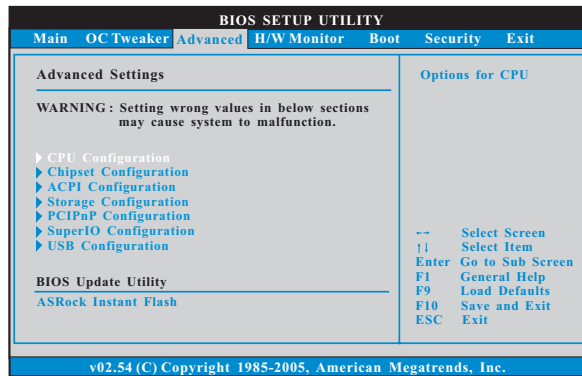 BIOS SETUP UTILITY
Main OC Tweaker Advanced H/W Monitor Boot Security Exit
Advanced Settings
WARNING : Setting wrong values in below sections
may cause system to malfunction.
CPU Configuration
Chipset Configuration
ACPI Configuration
Storage Configuration
PCIPnP Configuration
SuperIO Configuration
USB Configuration
BIOS Update Utility
ASRock Instant Flash
Options for CPU
←→ Select Screen
↑↓ Select Item
Enter Go to Sub Screen
F1 General Help
F9 Load Defaults
F10 Save and Exit
ESC Exit
v02.54 (C) Copyright 1985-2005, American Megatrends, Inc.